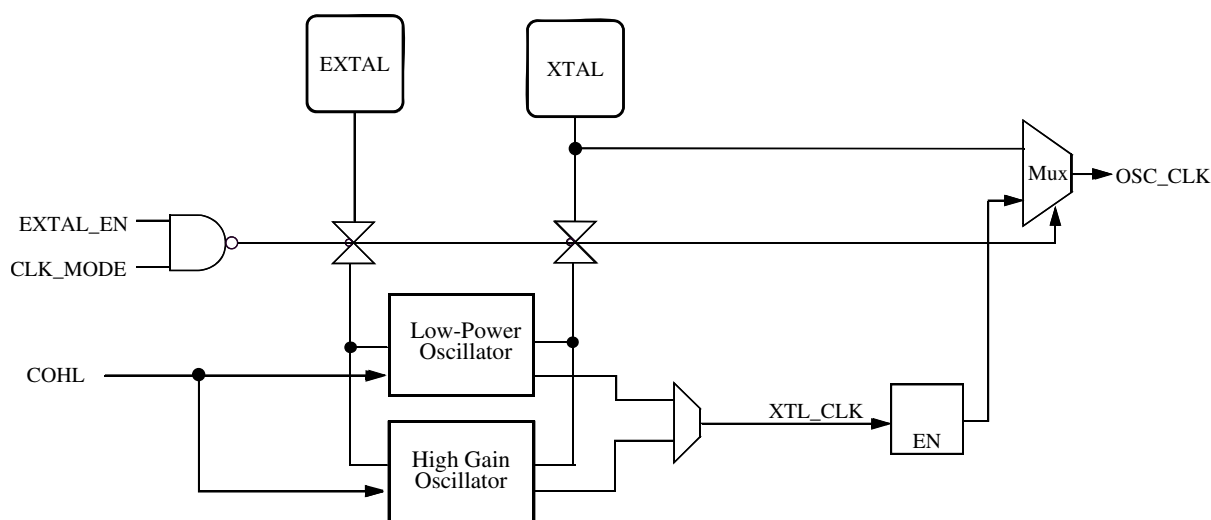 EXTAL
XTAL
Mux
OSC_CLK
EXTAL_EN
CLK_MODE
Low-Power
Oscillator
COHL
XTL_CLK
EN
High Gain
Oscillator